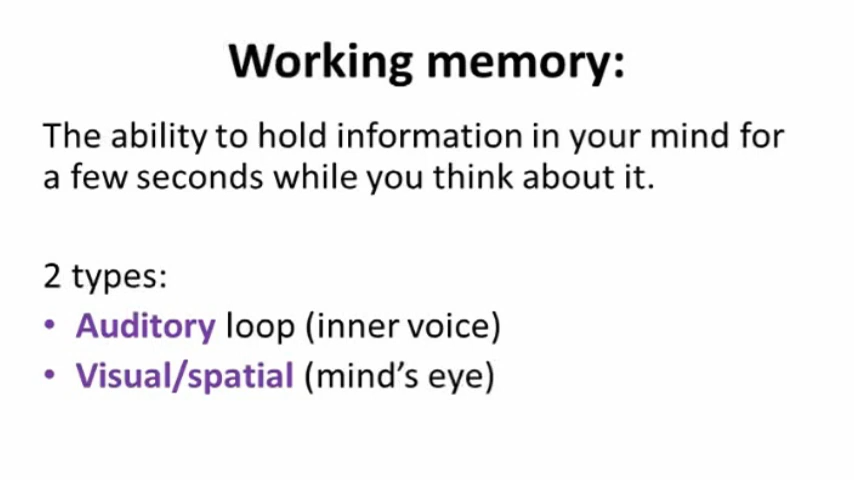 Working memory:
The ability to hold information in your mind for
a few seconds while you think about it.
2 types:
• Auditory loop (inner voice)
• Visual/spatial (mind's eye)